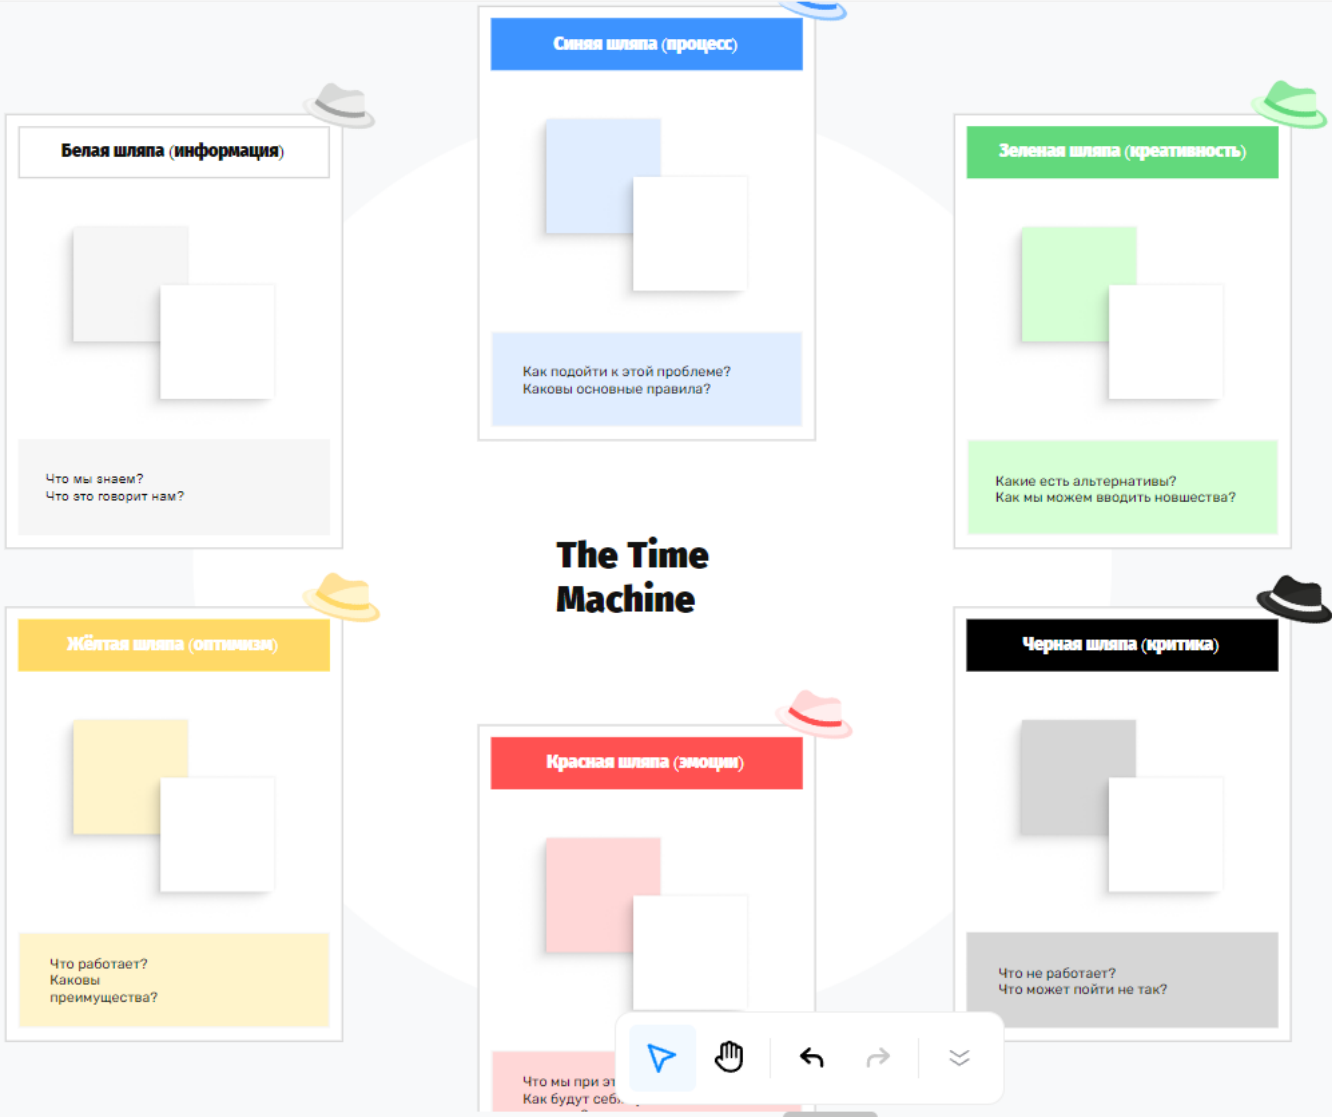 Синяя шляпа (процесс)
Как подойти к этой проблеме?
Каковы основные правила?
Белая шляпа (информация)
Что мы знаем?
Что это говорит нам?
Зеленая шляпа (креативность)
Какие есть альтернативы?
Как мы можем вводить новшества?
The Time
Machine
Жёлтая шляпа (оптимизм)
Что работает?
Каковы
преимущества?
Красная шляпа (эмоции)
Что мы при
Как будут
Черная шляпа (критика)
Что не работает?
Что может пойти не так?